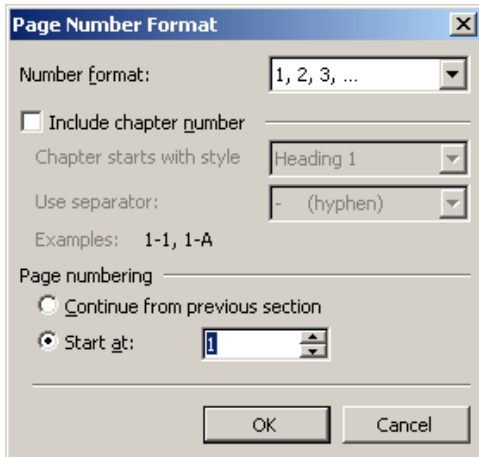 Page Number Format
Number format: 1, 2, 3, ...
Include chapter number
Chapter starts with style Heading 1
Use separator: - (hyphen)
Examples: 1-1, 1-A
Page numbering
Continue from previous section
Start at: 1
OK Cancel